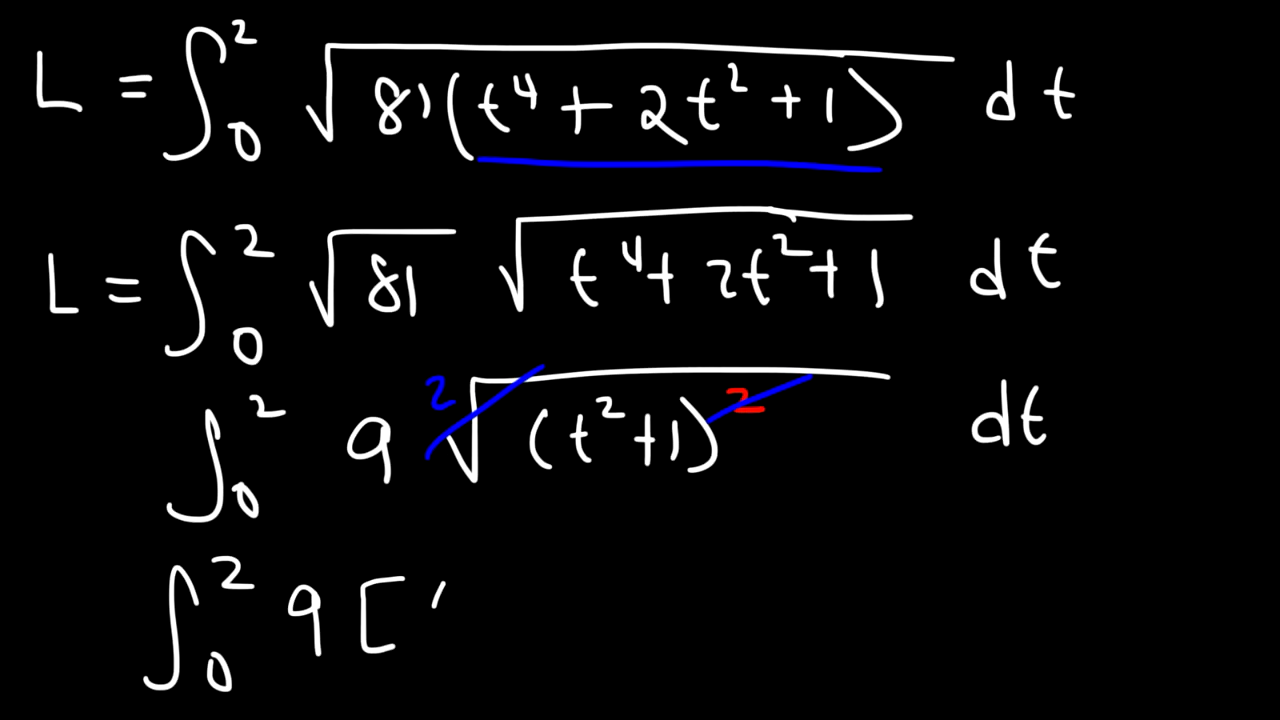 L = ∫₀² √(81(t⁴ + 2t² + 1)) dt
L = ∫₀² √81 √(t⁴ + 2t² + 1) dt
∫₀² 9 ²√((t² + 1)²) dt
∫₀² 9 [